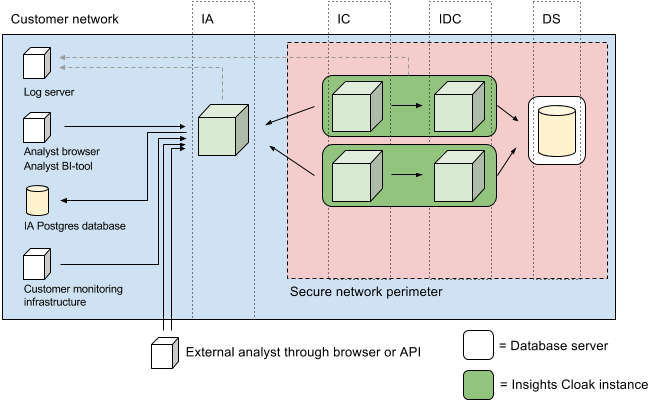 Customer network
IA
IC
IDC
DS
Log server
Analyst browser
Analyst BI-tool
IA Postgres database
Customer monitoring
infrastructure
Secure network perimeter
External analyst through browser or API
= Database server
= Insights Cloak instance